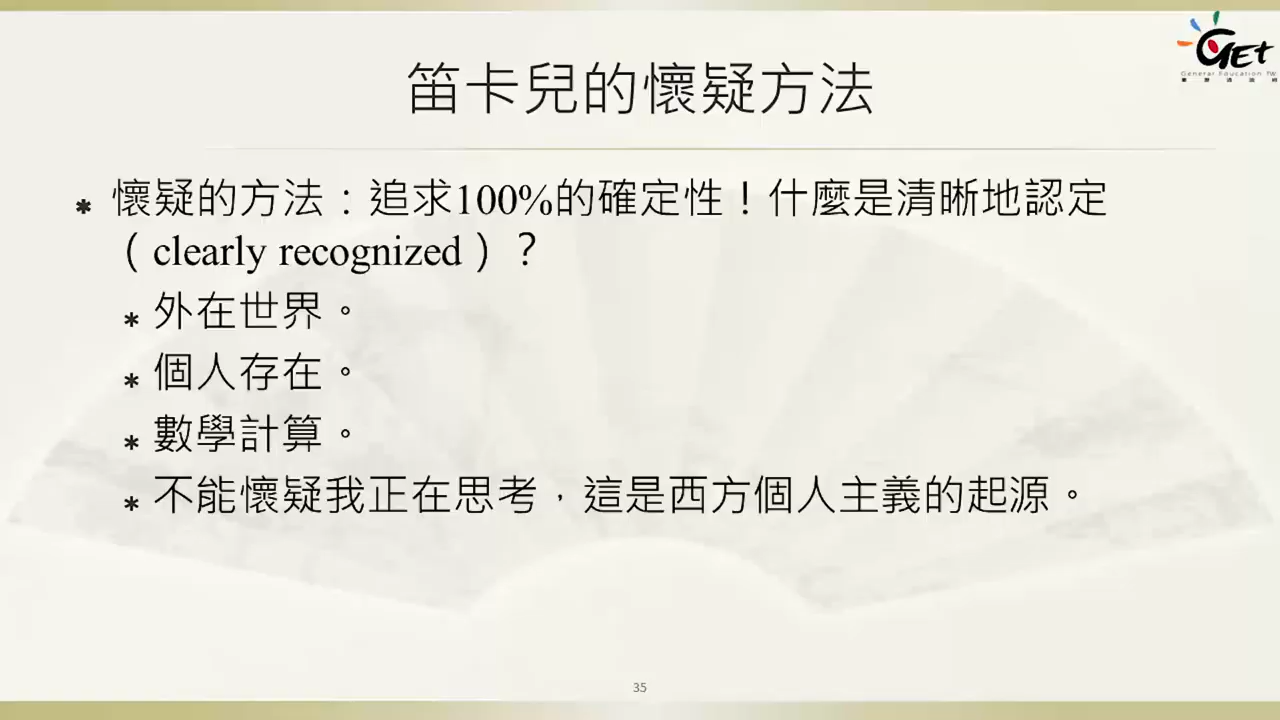 GET
General Education TW
笛卡兒的懷疑方法
* 懷疑的方法：追求100%的確定性！什麼是清晰地認定
（clearly recognized）？
* 外在世界。
* 個人存在。
* 數學計算。
* 不能懷疑我正在思考，這是西方個人主義的起源。
35